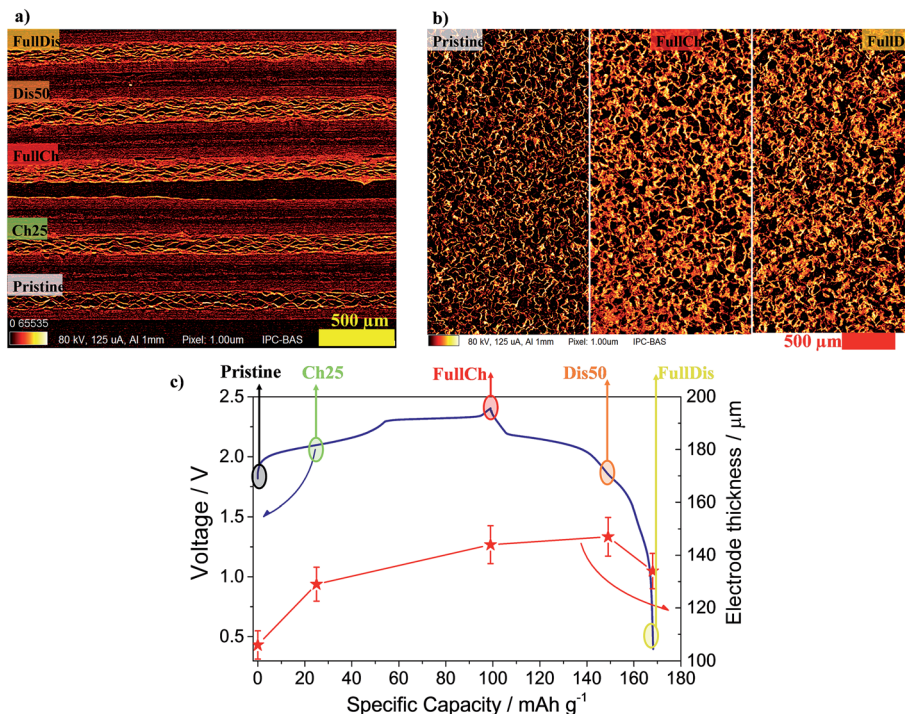 a)
FullDis
Dis50
FullCh
Ch25
Pristine
0 65535
80 kV, 125 uA, Al 1mm Pixel: 1.00um IPC-BAS
500 µm
b)
Pristine
FullCh
FullD
80 kV, 125 uA, Al 1mm Pixel: 1.00um IPC-BAS
500 µm
c)
Pristine
Ch25
FullCh
Dis50
FullDis
2.5
2.0
1.5
1.0
0.5
Voltage / V
200
180
160
140
120
100
Electrode thickness / µm
0 20 40 60 80 100 120 140 160 180
Specific Capacity / mAh g⁻¹